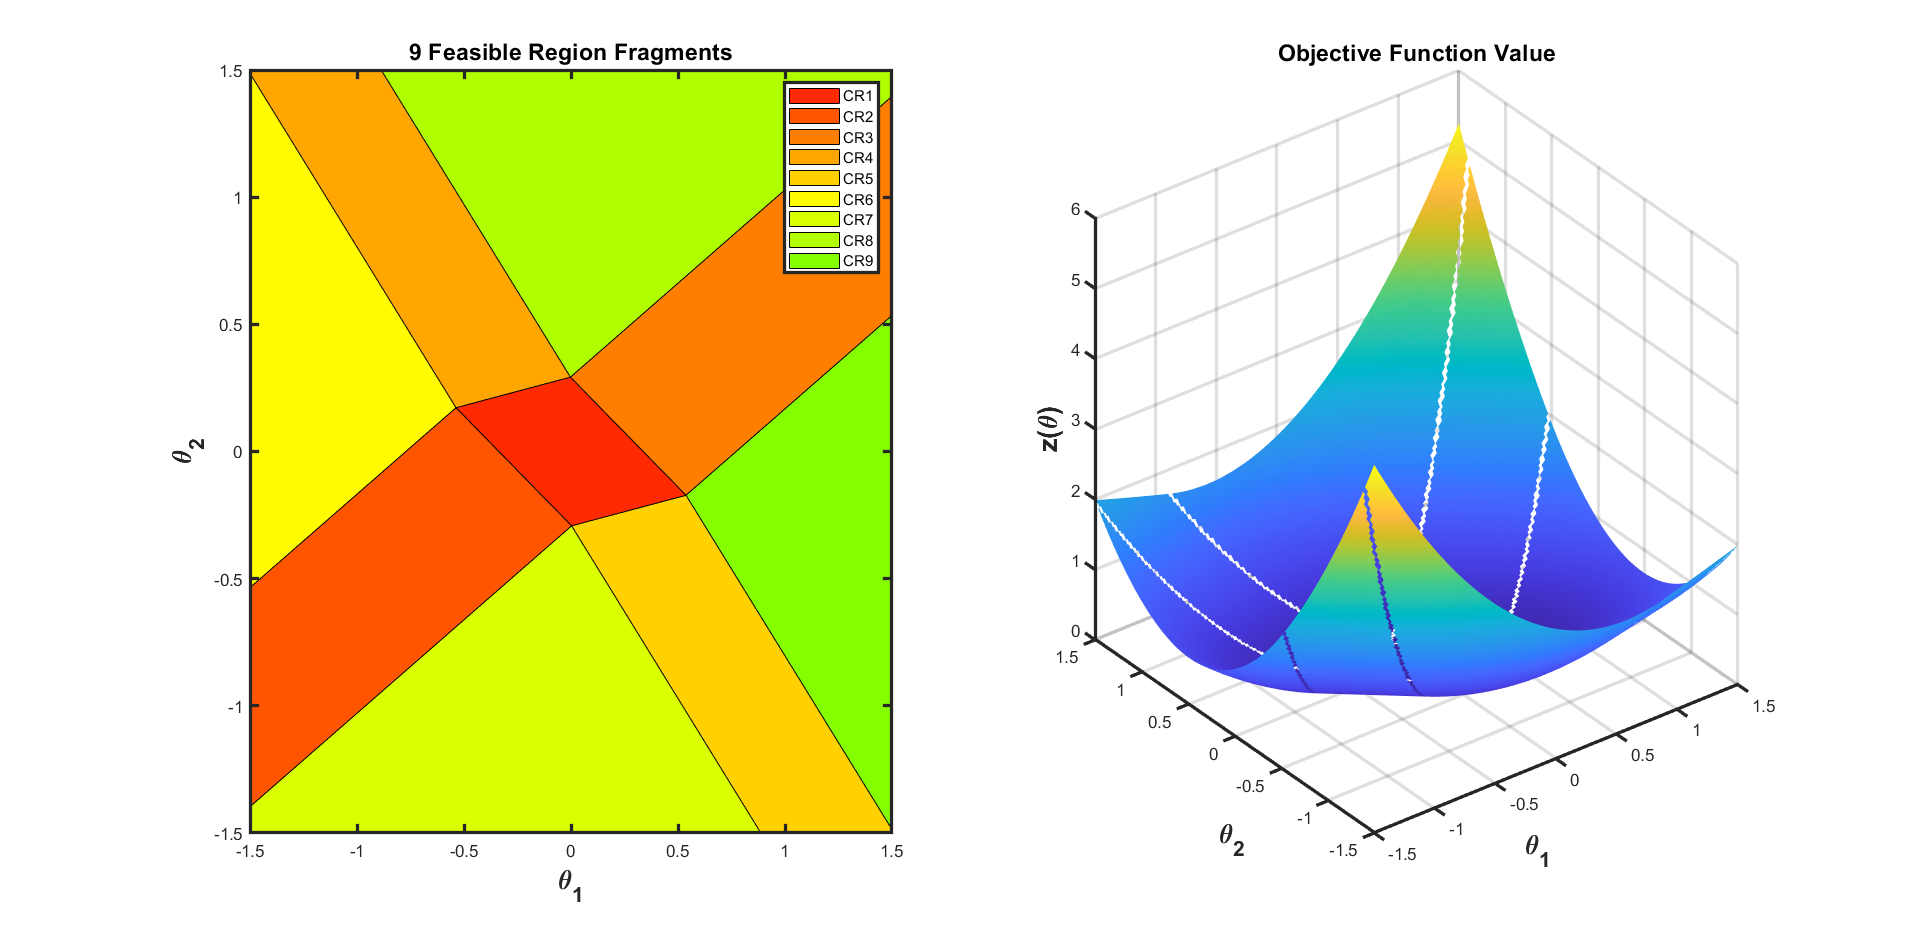 9 Feasible Region Fragments
1.5
1
0.5
0
-0.5
-1
-1.5
θ2
-1.5
-1
-0.5
0
0.5
1
1.5
θ1
CR1
CR2
CR3
CR4
CR5
CR6
CR7
CR8
CR9
Objective Function Value
6
5
4
3
2
1
0
z(θ)
1.5
1
0.5
0
-0.5
-1
-1.5
θ2
-1.5
-1
-0.5
0
0.5
1
1.5
θ1